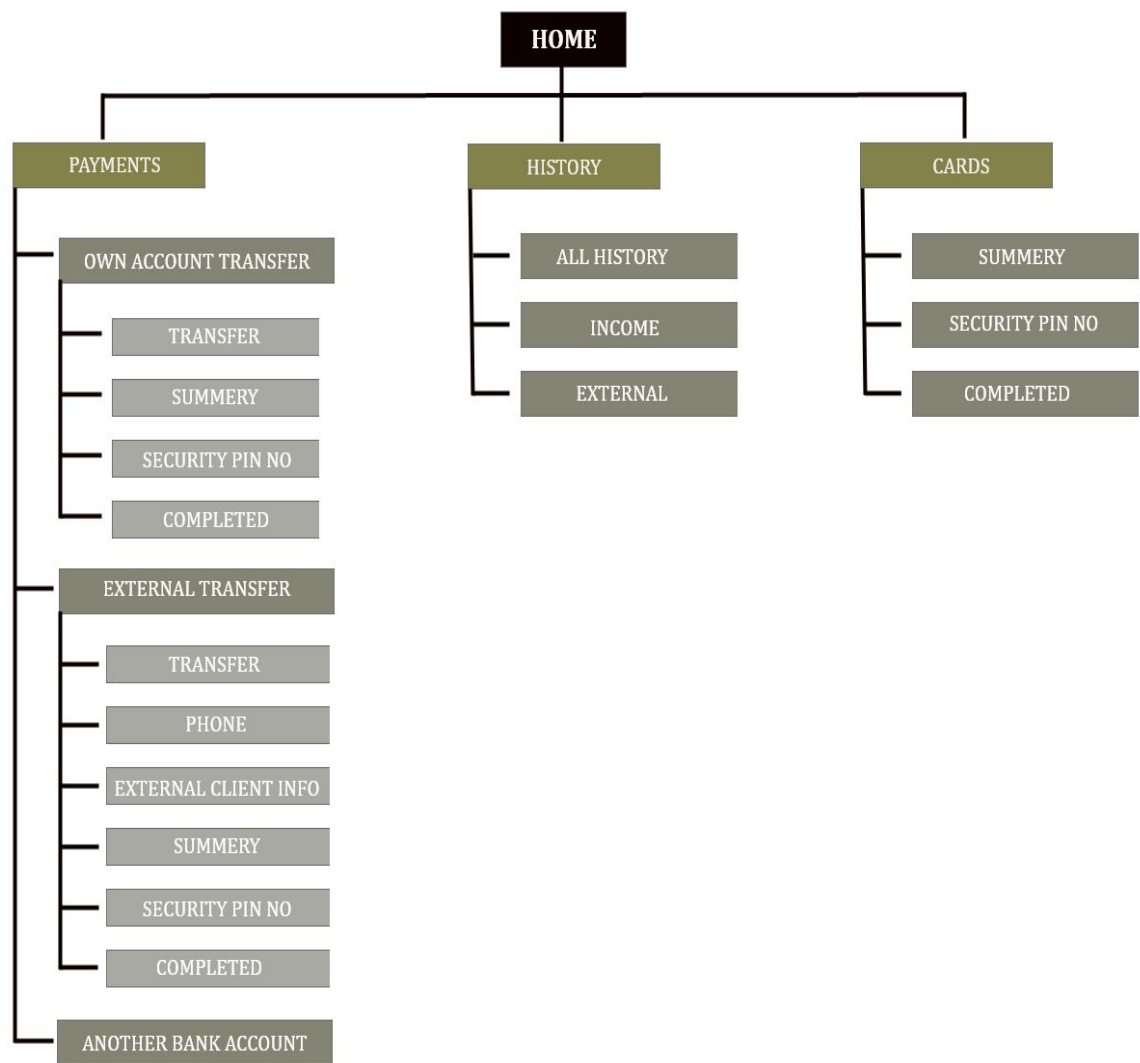 HOME
PAYMENTS
OWN ACCOUNT TRANSFER
TRANSFER
SUMMERY
SECURITY PIN NO
COMPLETED
EXTERNAL TRANSFER
TRANSFER
PHONE
EXTERNAL CLIENT INFO
SUMMERY
SECURITY PIN NO
COMPLETED
ANOTHER BANK ACCOUNT
HISTORY
ALL HISTORY
INCOME
EXTERNAL
CARDS
SUMMERY
SECURITY PIN NO
COMPLETED